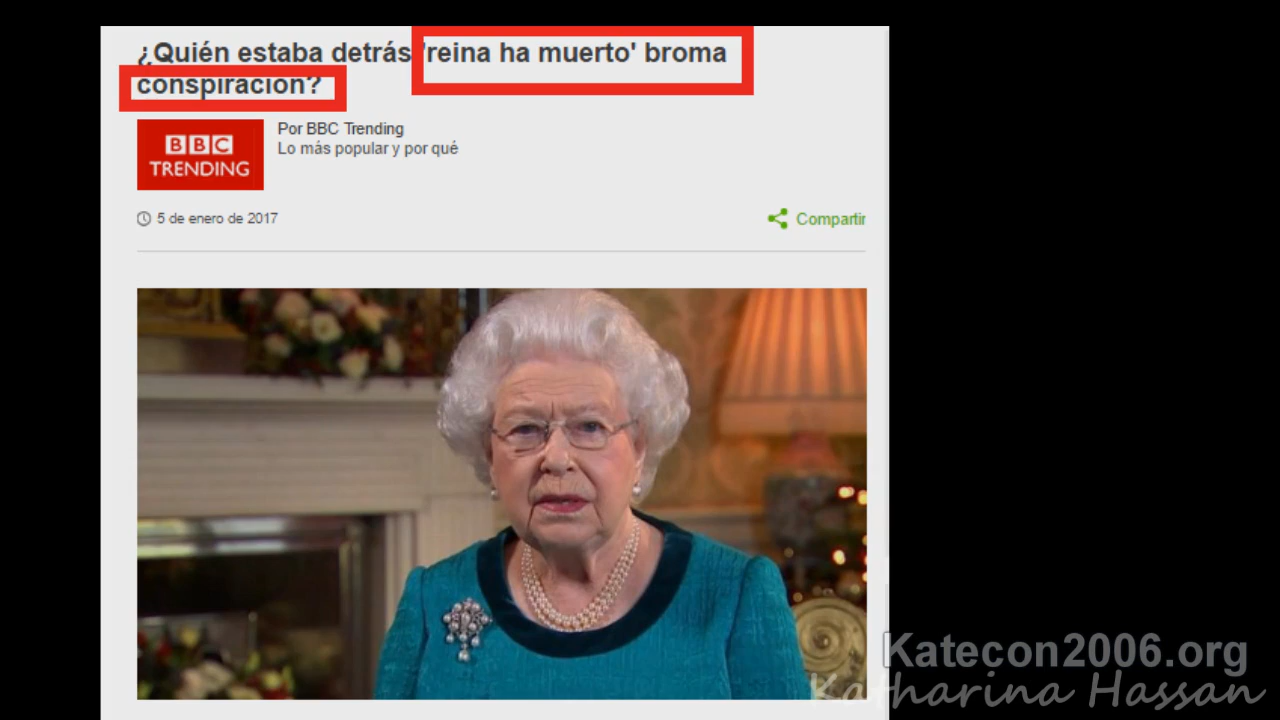 ¿Quién estaba detrás 'reina ha muerto' broma
conspiración?
BBC
TRENDING
Por BBC Trending
Lo más popular y por qué
5 de enero de 2017
Compartir
Katecon2006.org
Katharina Hassan